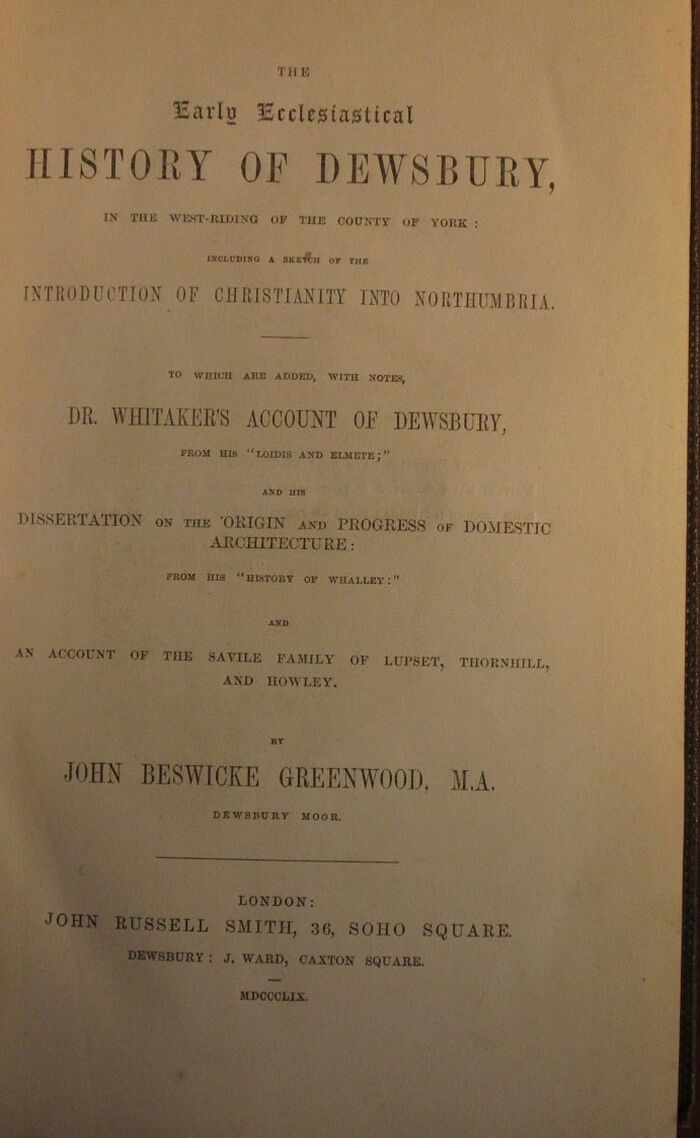 THE
Early Ecclesiastical
HISTORY OF DEWSBURY,
IN THE WEST-RIDING OF THE COUNTY OF YORK :
INCLUDING A SKETCH OF THE
INTRODUCTION OF CHRISTIANITY INTO NORTHUMBRIA.
TO WHICH ARE ADDED, WITH NOTES,
DR. WHITAKER'S ACCOUNT OF DEWSBURY,
FROM HIS "LOIDIS AND ELMETE;"
AND HIS
DISSERTATION ON THE ORIGIN AND PROGRESS OF DOMESTIC
ARCHITECTURE:
FROM HIS "HISTORY OF WHALLEY:"
AND
AN ACCOUNT OF THE SAVILE FAMILY OF LUPSET, THORNHILL,
AND HOWLEY.
BY
JOHN BESWICKE GREENWOOD, M.A.
DEWSBURY MOOR.
LONDON:
JOHN RUSSELL SMITH, 36, SOHO SQUARE.
DEWSBURY: J. WARD, CAXTON SQUARE.
MDCCCLIX.